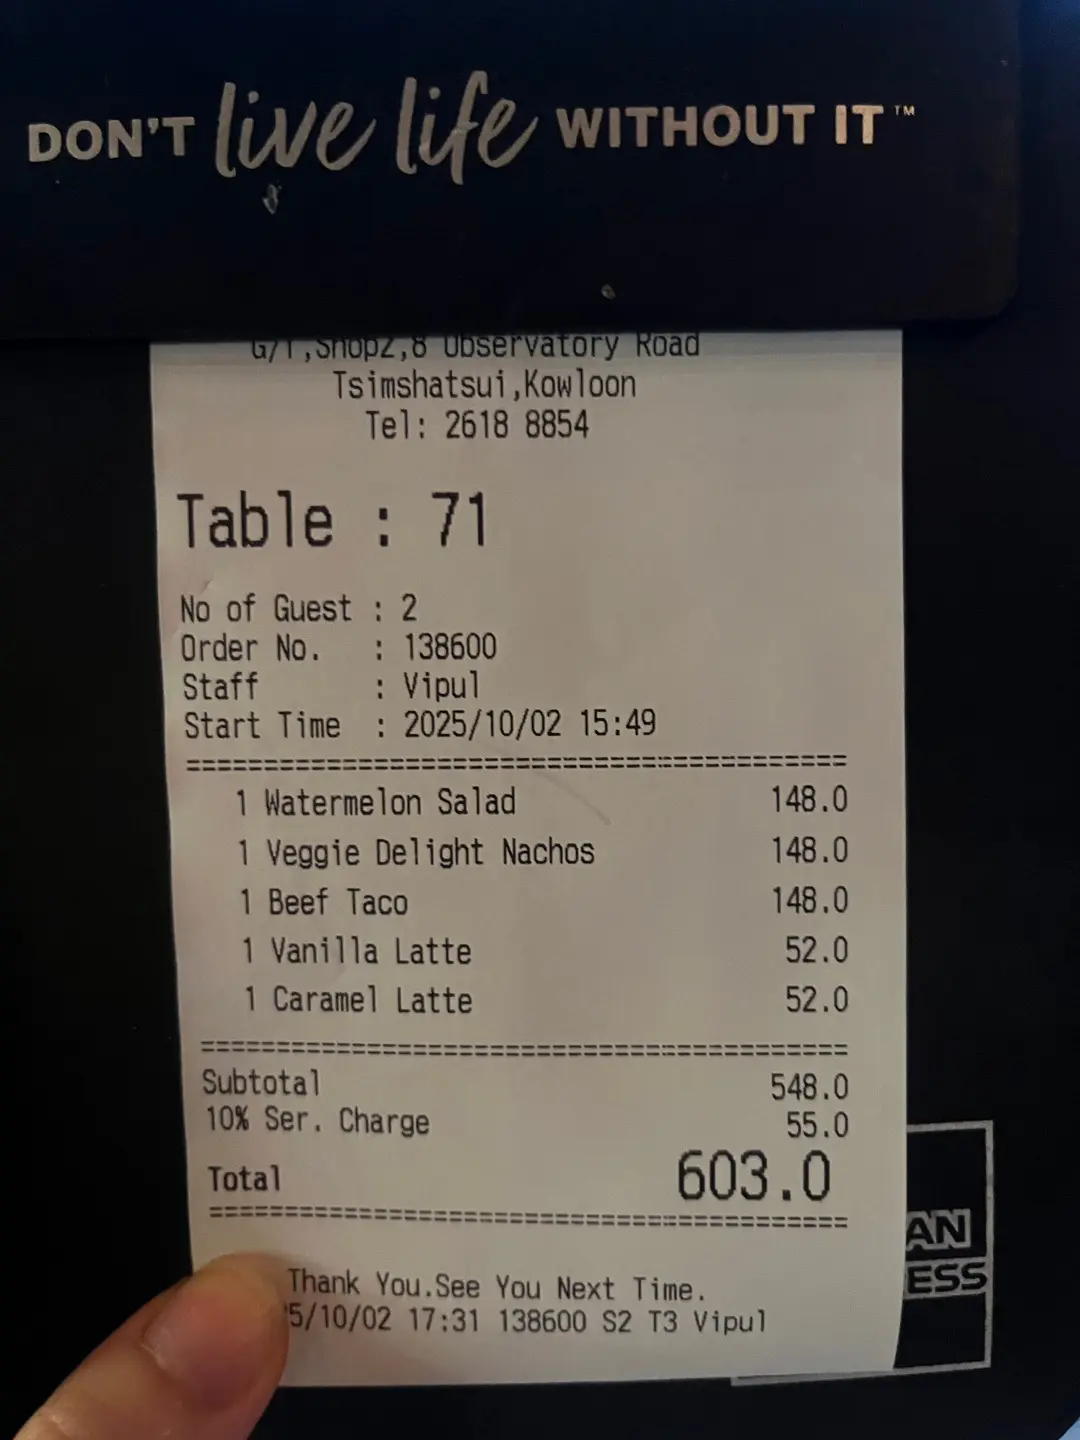 DON'T live life WITHOUT IT™
G/f,Shop2,8 Observatory Road
Tsimshatsui,Kowloon
Tel: 2618 8854
Table : 71
No of Guest : 2
Order No. : 138600
Staff : Vipul
Start Time : 2025/10/02 15:49
==========================================
1 Watermelon Salad 148.0
1 Veggie Delight Nachos 148.0
1 Beef Taco 148.0
1 Vanilla Latte 52.0
1 Caramel Latte 52.0
==========================================
Subtotal 548.0
10% Ser. Charge 55.0
Total 603.0
==========================================
AN
ESS
Thank You.See You Next Time.
5/10/02 17:31 138600 S2 T3 Vipul